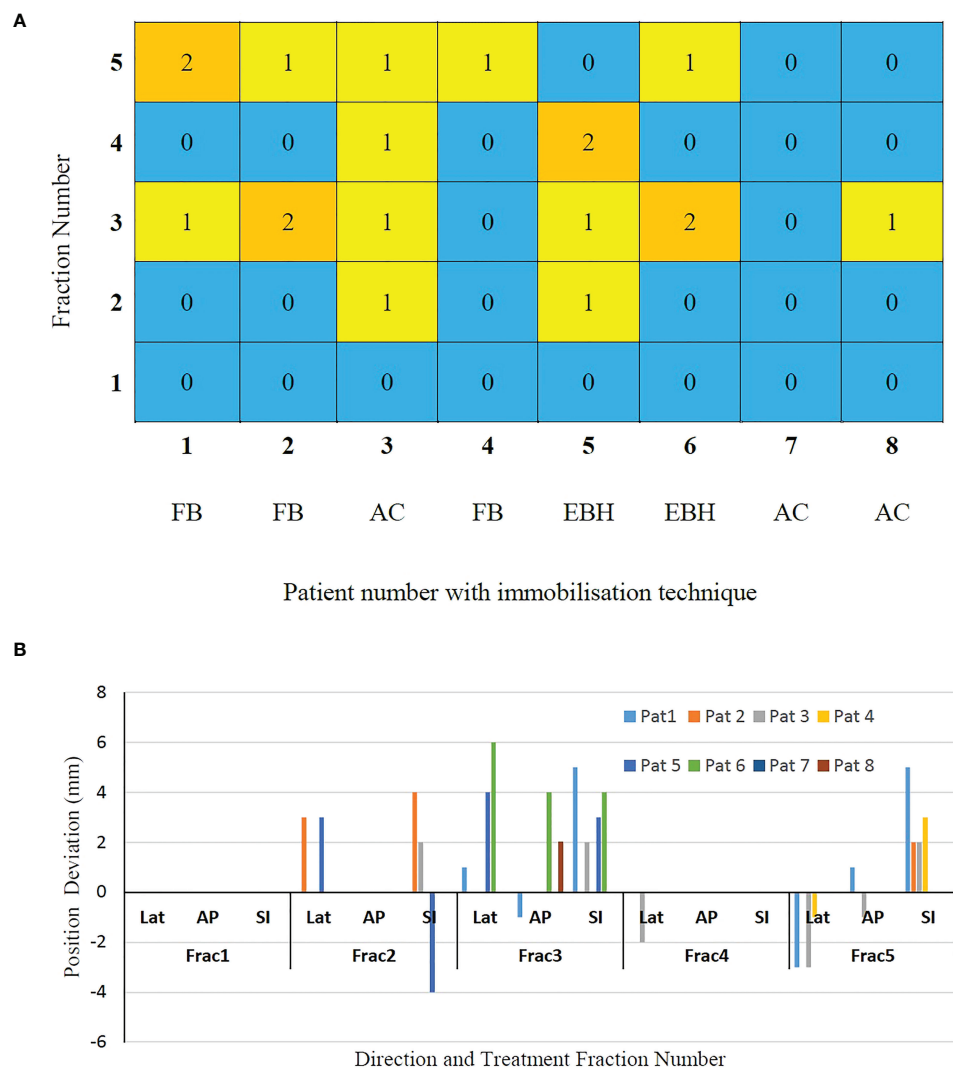 A
Fraction Number
5 2 1 1 1 0 1 0 0
4 0 0 1 0 2 0 0 0
3 1 2 1 0 1 2 0 1
2 0 0 1 0 1 0 0 0
1 0 0 0 0 0 0 0 0
1 2 3 4 5 6 7 8
FB FB AC FB EBH EBH AC AC
Patient number with immobilisation technique
B
Position Deviation (mm)
8
6
4
2
0
-2
-4
-6
Pat1 Pat 2 Pat 3 Pat 4
Pat 5 Pat 6 Pat 7 Pat 8
Lat AP SI Lat AP SI Lat AP SI Lat AP SI Lat AP SI
Frac1 Frac2 Frac3 Frac4 Frac5
Direction and Treatment Fraction Number